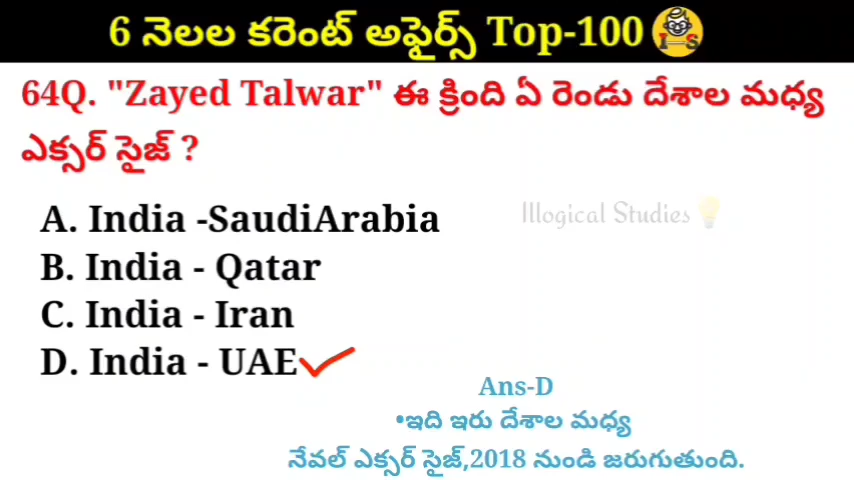 6 నెలల కరెంట్ అఫైర్స్ Top-100
I-S
64Q. "Zayed Talwar" ఈ క్రింది ఏ రెండు దేశాల మధ్య
ఎక్సర్ సైజ్ ?
A. India -SaudiArabia
Illogical Studies
B. India - Qatar
C. India - Iran
D. India - UAE
Ans-D
•ఇది ఇరు దేశాల మధ్య
నేవల్ ఎక్సర్ సైజ్,2018 నుండి జరుగుతుంది.